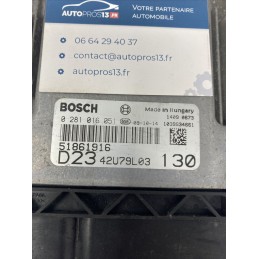 AUTOPROS13.FR
VOTRE PARTENAIRE
AUTOMOBILE
06 64 29 40 37
contact@autopros13.fr
autopros13.fr
BOSCH
Made in Hungary
0 281 016 051
51861916
D23 42U79L03 130